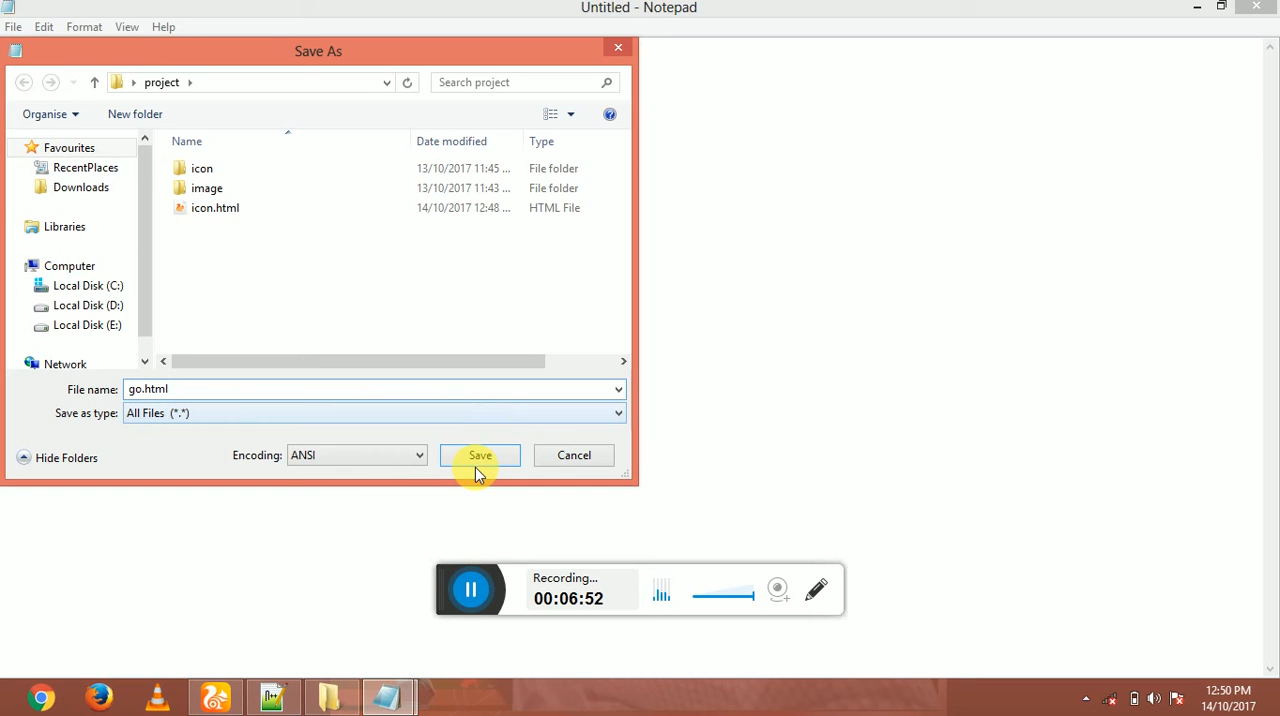 Untitled - Notepad
File Edit Format View Help
Save As
project
Search project
Organise New folder
Name Date modified Type
Favourites
RecentPlaces
Downloads
Libraries
Computer
Local Disk (C:)
Local Disk (D:)
Local Disk (E:)
Network
icon 13/10/2017 11:45 ... File folder
image 13/10/2017 11:43 ... File folder
icon.html 14/10/2017 12:48 ... HTML File
File name: go.html
Save as type: All Files (*.*)
Hide Folders Encoding: ANSI Save Cancel
Recording...
00:06:52
12:50 PM
14/10/2017